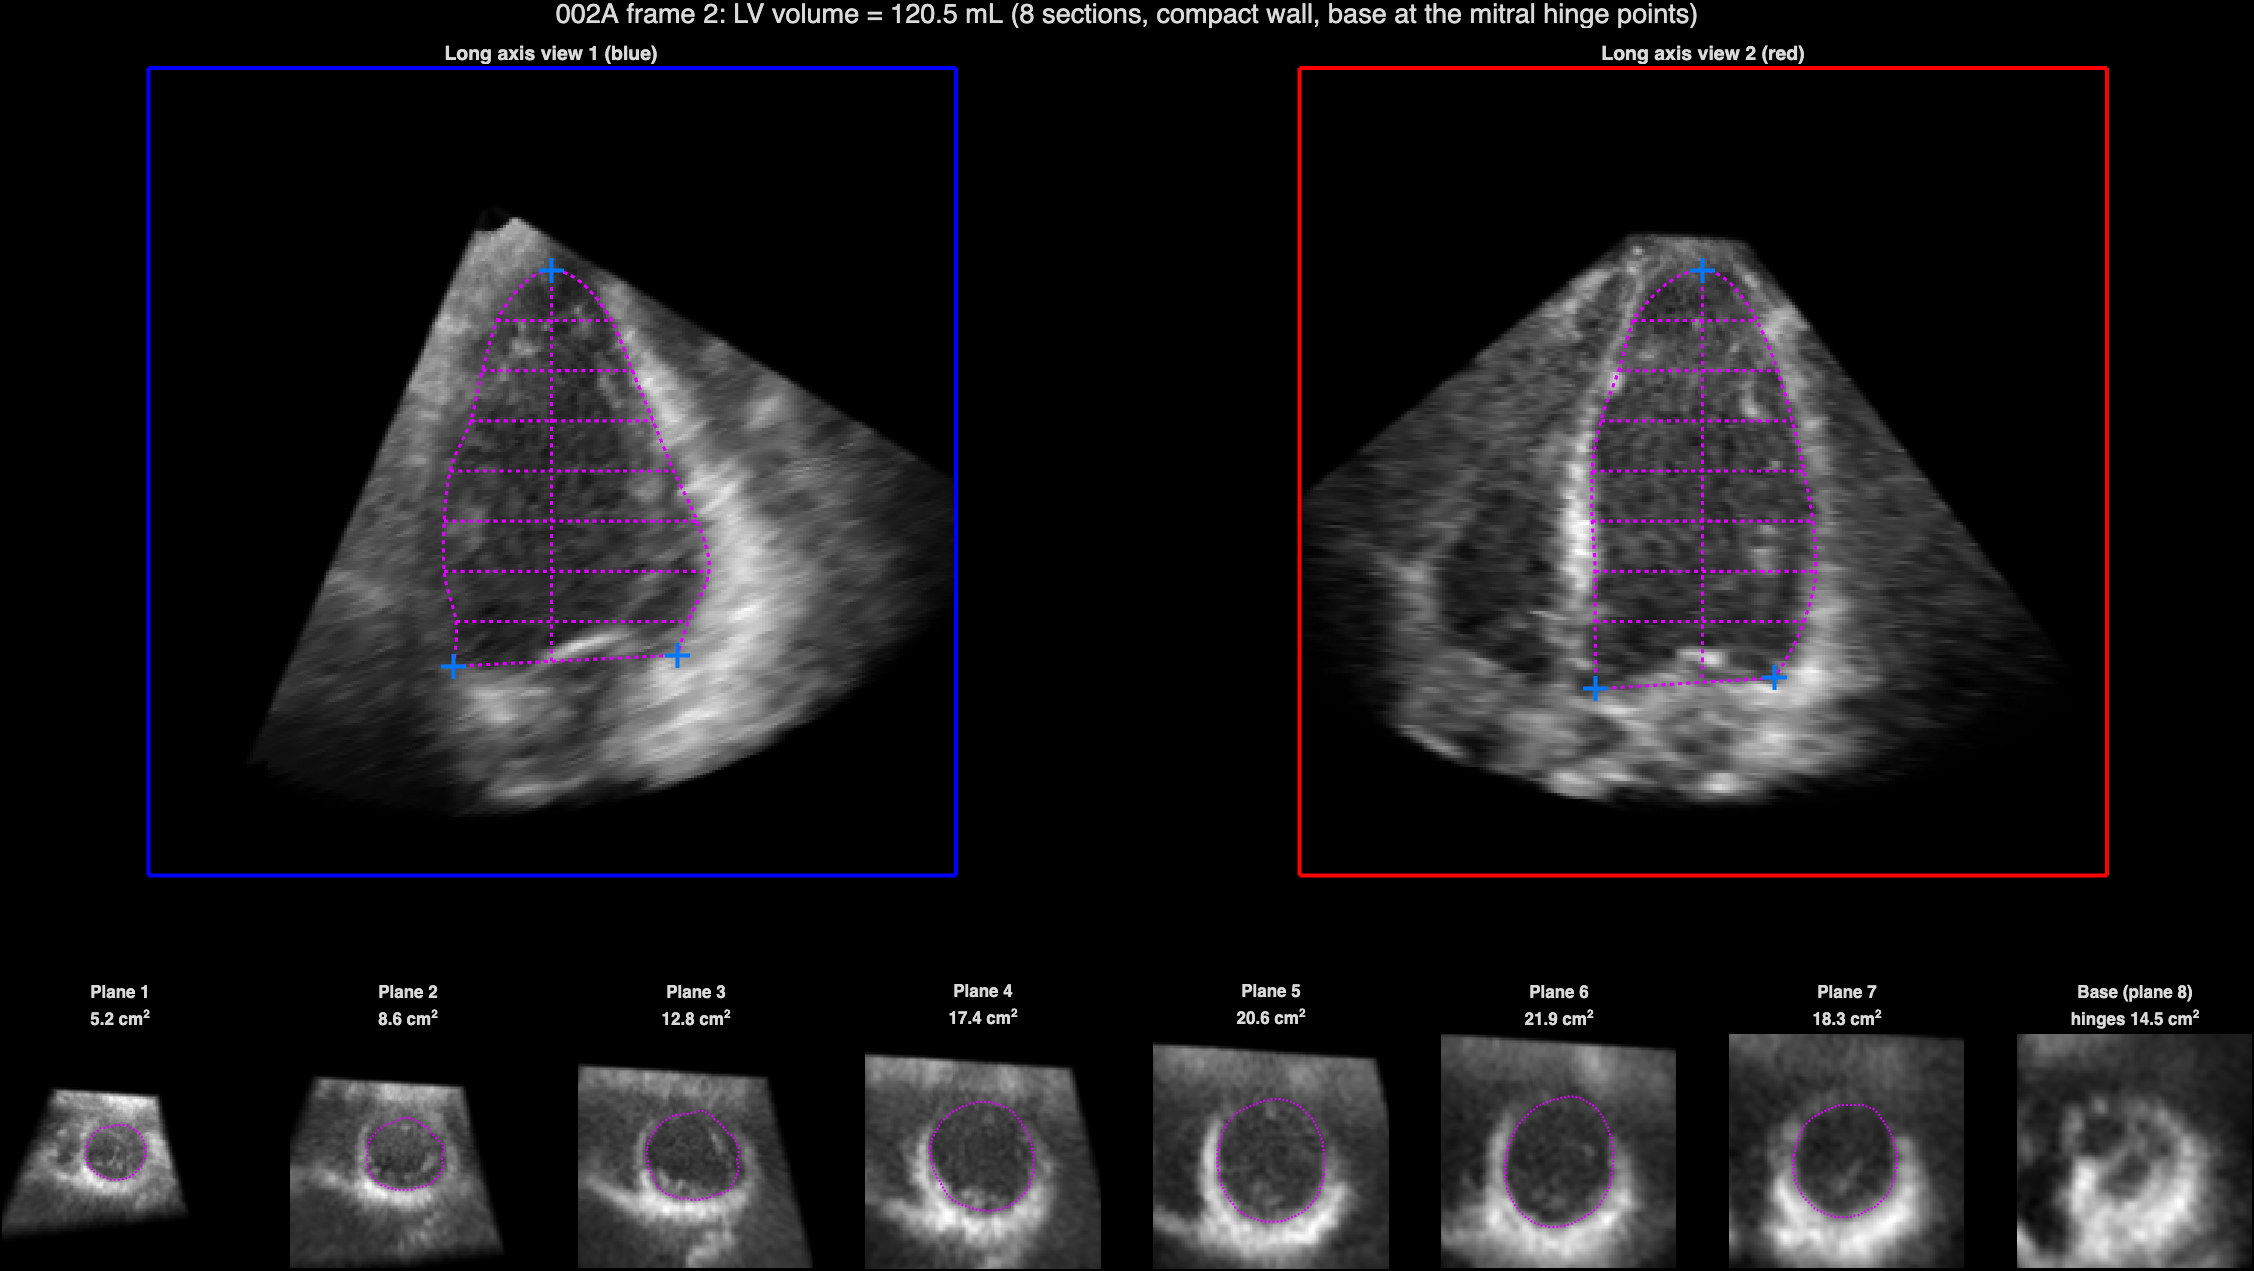 002A frame 2: LV volume = 120.5 mL (8 sections, compact wall, base at the mitral hinge points)
Long axis view 1 (blue)
Long axis view 2 (red)
Plane 1
5.2 cm²
Plane 2
8.6 cm²
Plane 3
12.8 cm²
Plane 4
17.4 cm²
Plane 5
20.6 cm²
Plane 6
21.9 cm²
Plane 7
18.3 cm²
Base (plane 8)
hinges 14.5 cm²